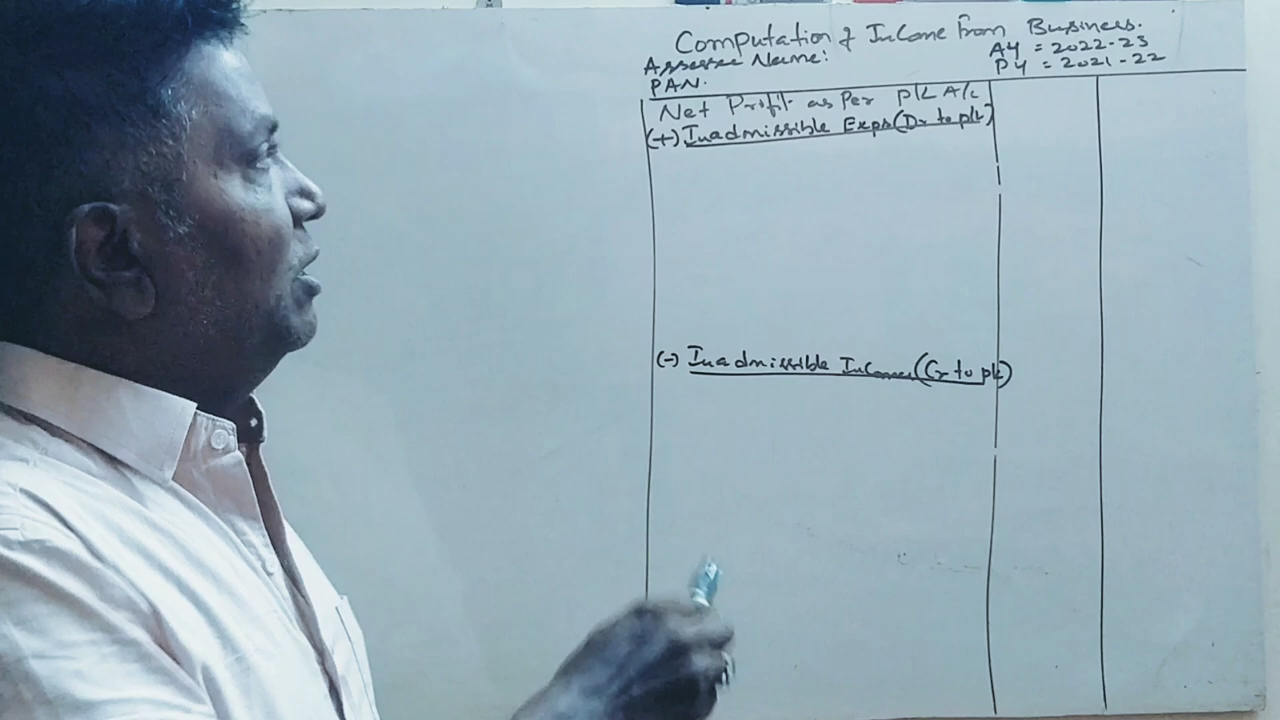 Computation of Income From Business.
Assessee Name:
AY = 2022-23
PAN.
PY = 2021-22
Net Profit as Per P/L A/c
(+) Inadmissible Exps (Dr to p/L)
(-) Inadmissible Incomes (Cr to p/L)